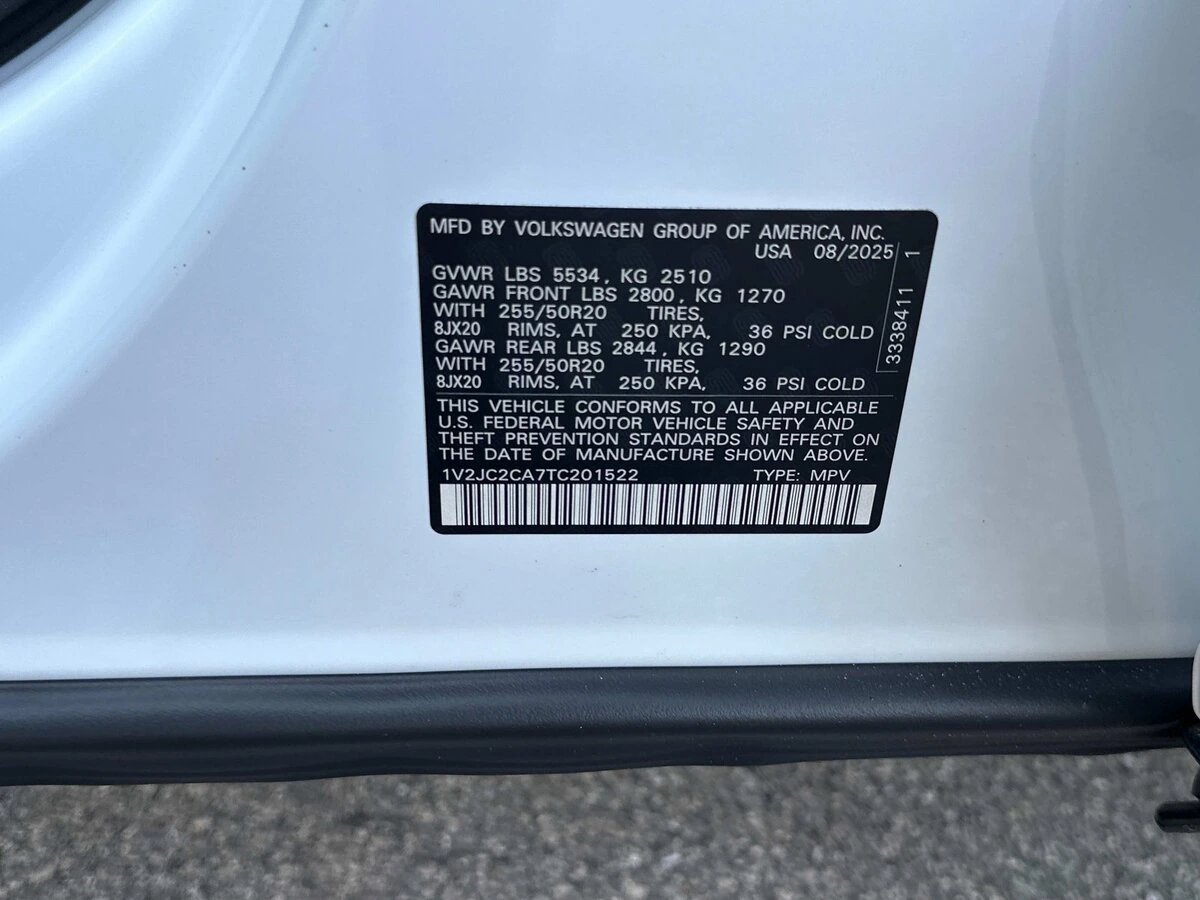 MFD BY VOLKSWAGEN GROUP OF AMERICA, INC.
USA 08/2025
GVWR LBS 5534, KG 2510
GAWR FRONT LBS 2800, KG 1270
WITH 255/50R20 TIRES,
8JX20 RIMS, AT 250 KPA, 36 PSI COLD
GAWR REAR LBS 2844, KG 1290
WITH 255/50R20 TIRES,
8JX20 RIMS, AT 250 KPA, 36 PSI COLD
3338411 1
THIS VEHICLE CONFORMS TO ALL APPLICABLE
U.S. FEDERAL MOTOR VEHICLE SAFETY AND
THEFT PREVENTION STANDARDS IN EFFECT ON
THE DATE OF MANUFACTURE SHOWN ABOVE.
1V2JC2CA7TC201522 TYPE: MPV